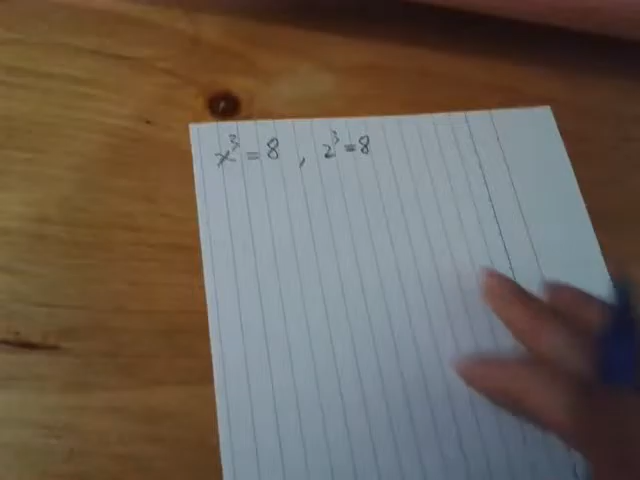 x³ = 8 , 2³ = 8